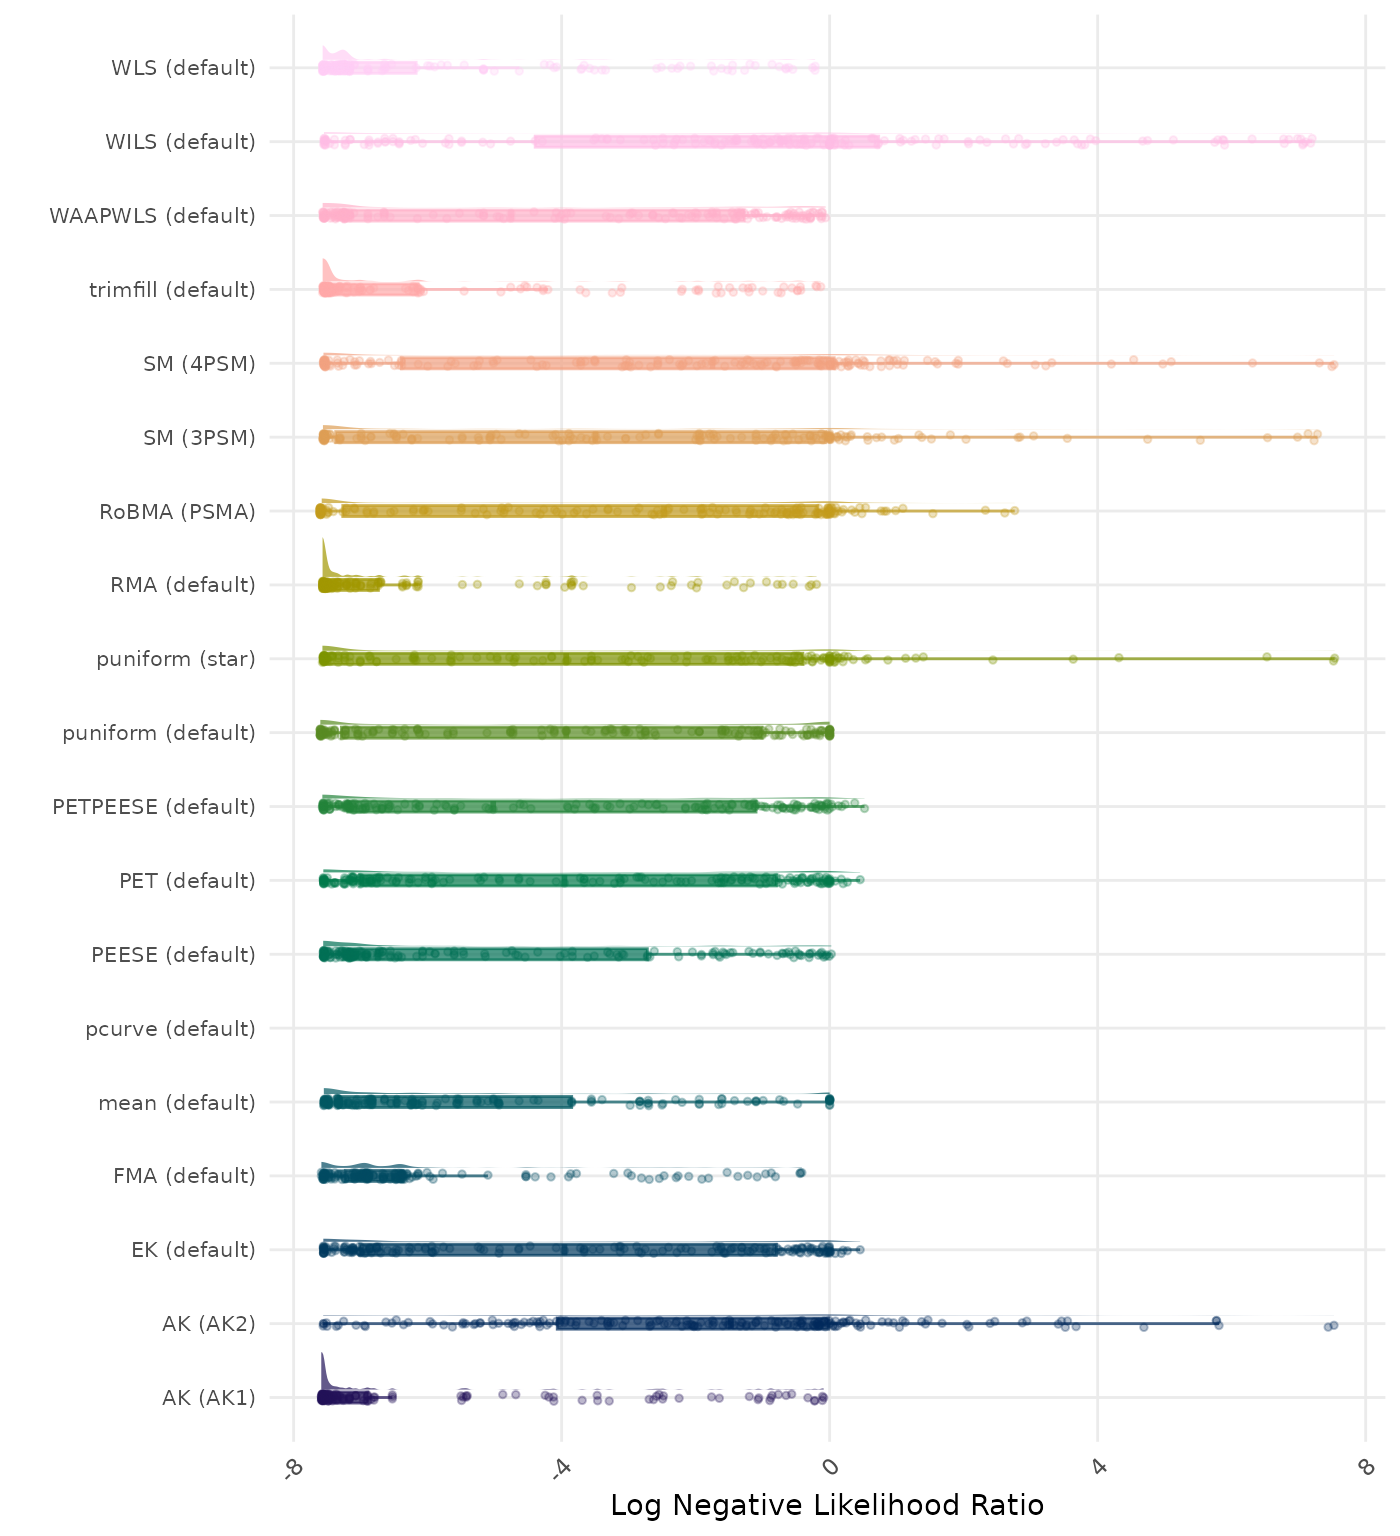 WLS (default)
WILS (default)
WAAPWLS (default)
trimfill (default)
SM (4PSM)
SM (3PSM)
RoBMA (PSMA)
RMA (default)
puniform (star)
puniform (default)
PETPEESE (default)
PET (default)
PEESE (default)
pcurve (default)
mean (default)
FMA (default)
EK (default)
AK (AK2)
AK (AK1)
-8 -4 0 4 8
Log Negative Likelihood Ratio